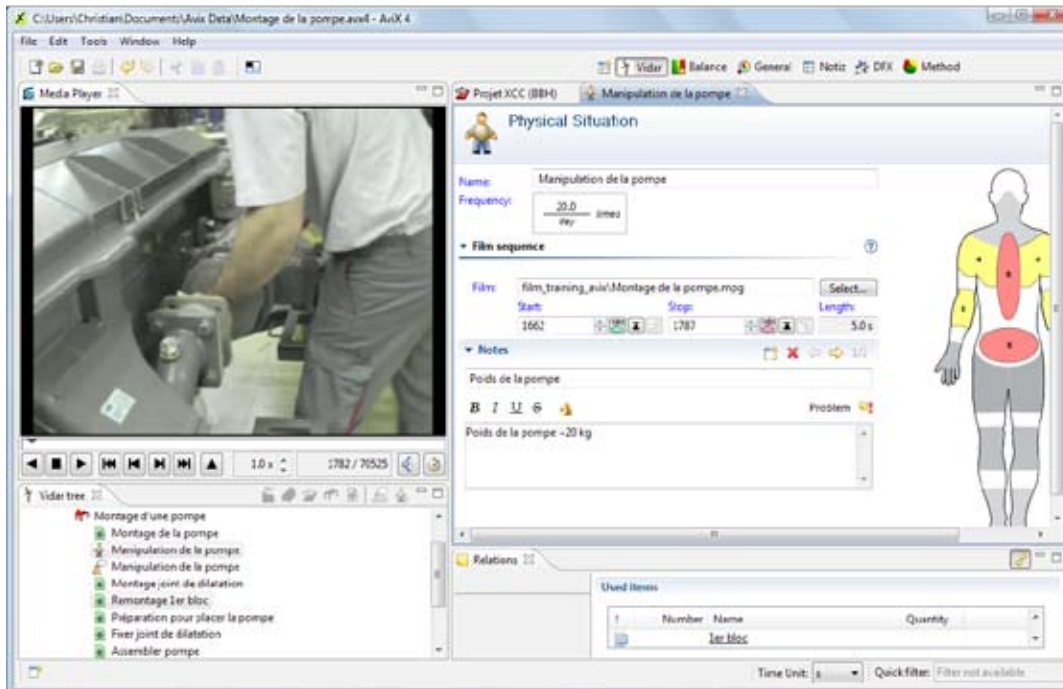 C:\Users\Christian\Documents\Avix Data\Montage de la pompe.avx4 - AviX 4
File Edit Tools Window Help
Vidar Balance General Notiz DFX Method
Media Player
Projet XCC (BBH) Manipulation de la pompe
Physical Situation
Name: Manipulation de la pompe
Frequency: 20.0 times
day
Film sequence
Film: film_training_avix\Montage de la pompe.mpg Select...
Start: Stop: Length:
1662 1787 5.0 s
Notes 1/1
Poids de la pompe
B I U S Problem
Poids de la pompe ~20 kg
1.0 x 1782 / 70525
Vidar tree
Montage d'une pompe
Montage de la pompe
Manipulation de la pompe
Manipulation de la pompe
Montage joint de dilatation
Remontage 1er bloc
Préparation pour placer la pompe
Fixer joint de dilatation
Assembler pompe
Relations
Used Items
! Number Name Quantity
1er bloc
Time Unit: s Quick filter: Filter not available